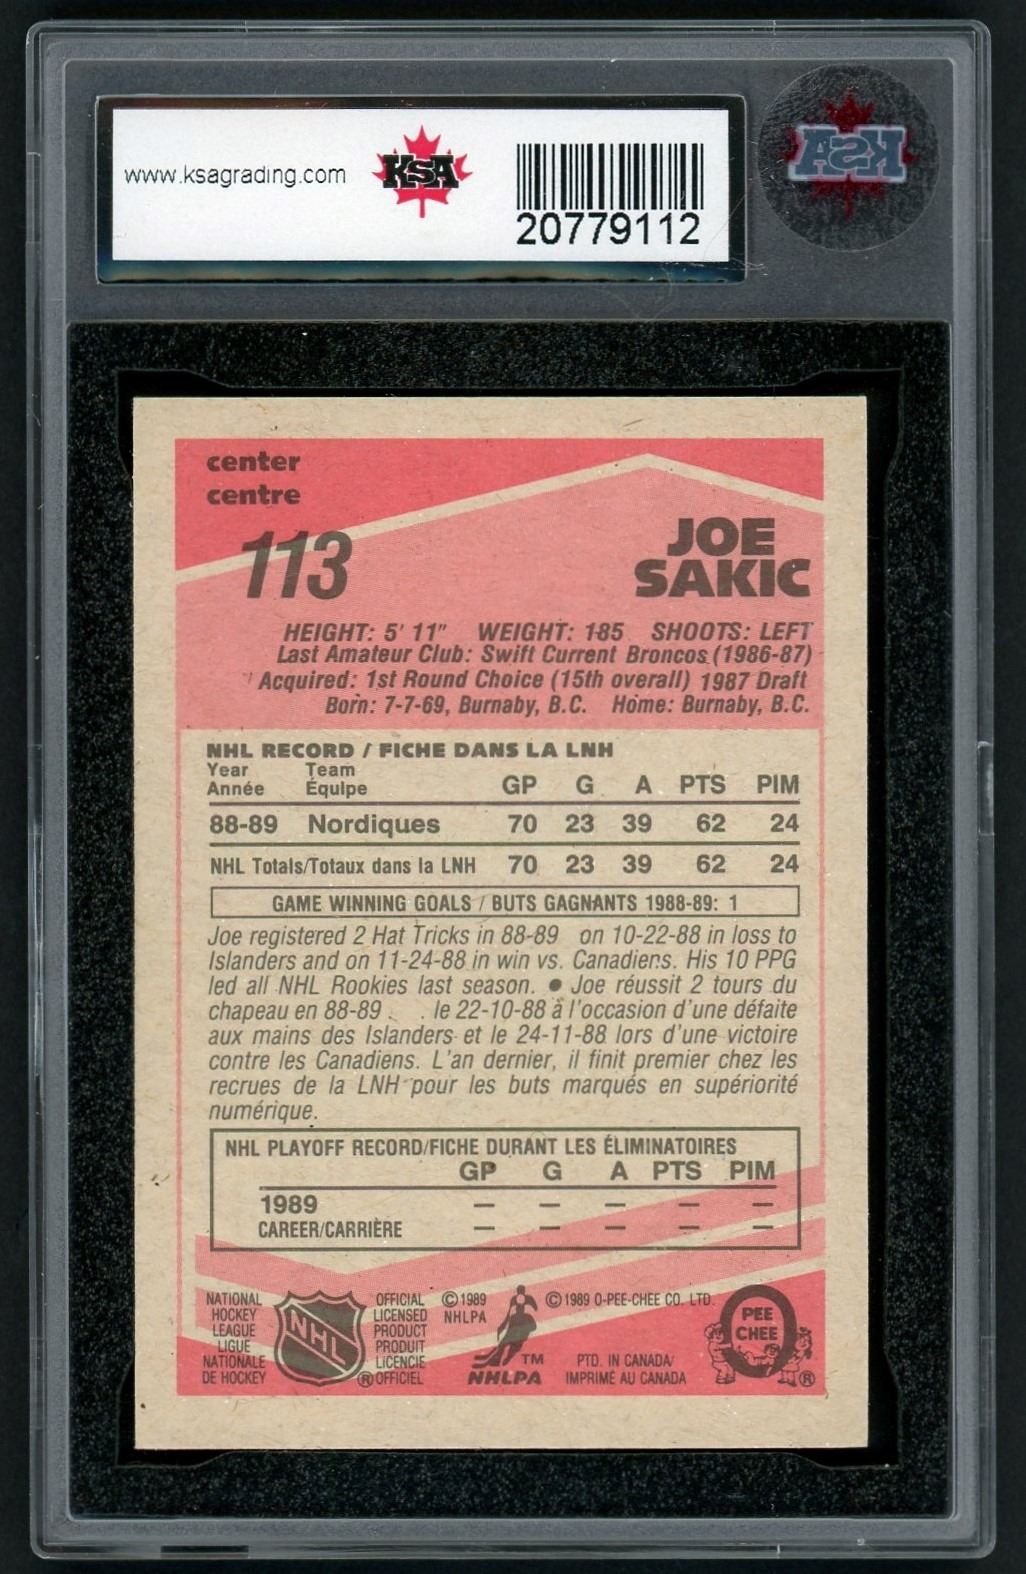 www.ksagrading.com
KSA
20779112
KSA
center
centre
113
JOE
SAKIC
HEIGHT: 5' 11" WEIGHT: 185 SHOOTS: LEFT
Last Amateur Club: Swift Current Broncos (1986-87)
Acquired: 1st Round Choice (15th overall) 1987 Draft
Born: 7-7-69, Burnaby, B.C. Home: Burnaby, B.C.
NHL RECORD / FICHE DANS LA LNH
Year Team
Année Équipe GP G A PTS PIM
88-89 Nordiques 70 23 39 62 24
NHL Totals/Totaux dans la LNH 70 23 39 62 24
GAME WINNING GOALS / BUTS GAGNANTS 1988-89: 1
Joe registered 2 Hat Tricks in 88-89 on 10-22-88 in loss to
Islanders and on 11-24-88 in win vs. Canadiens. His 10 PPG
led all NHL Rookies last season. ● Joe réussit 2 tours du
chapeau en 88-89 . . le 22-10-88 à l'occasion d'une défaite
aux mains des Islanders et le 24-11-88 lors d'une victoire
contre les Canadiens. L'an dernier, il finit premier chez les
recrues de la LNH pour les buts marqués en supériorité
numérique.
NHL PLAYOFF RECORD/FICHE DURANT LES ÉLIMINATOIRES
GP G A PTS PIM
1989 — — — — —
CAREER/CARRIÈRE — — — — —
NATIONAL
HOCKEY
LEAGUE
LIGUE
NATIONALE
DE HOCKEY
NHL
OFFICIAL
LICENSED
PRODUCT
PRODUIT
LICENCIE
® OFFICIEL
© 1989
NHLPA
TM
NHLPA
© 1989 O-PEE-CHEE CO. LTD.
PTD. IN CANADA/
IMPRIMÉ AU CANADA
O
PEE
CHEE
®